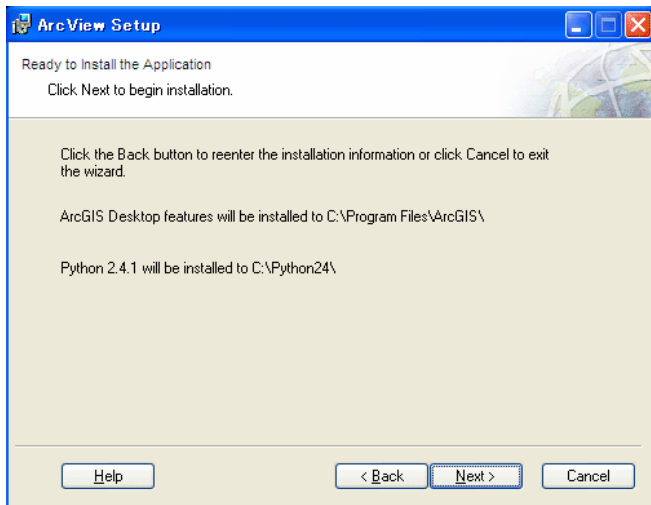 ArcView Setup
Ready to Install the Application
Click Next to begin installation.
Click the Back button to reenter the installation information or click Cancel to exit
the wizard.
ArcGIS Desktop features will be installed to C:\Program Files\ArcGIS\
Python 2.4.1 will be installed to C:\Python24\
Help
< Back
Next >
Cancel